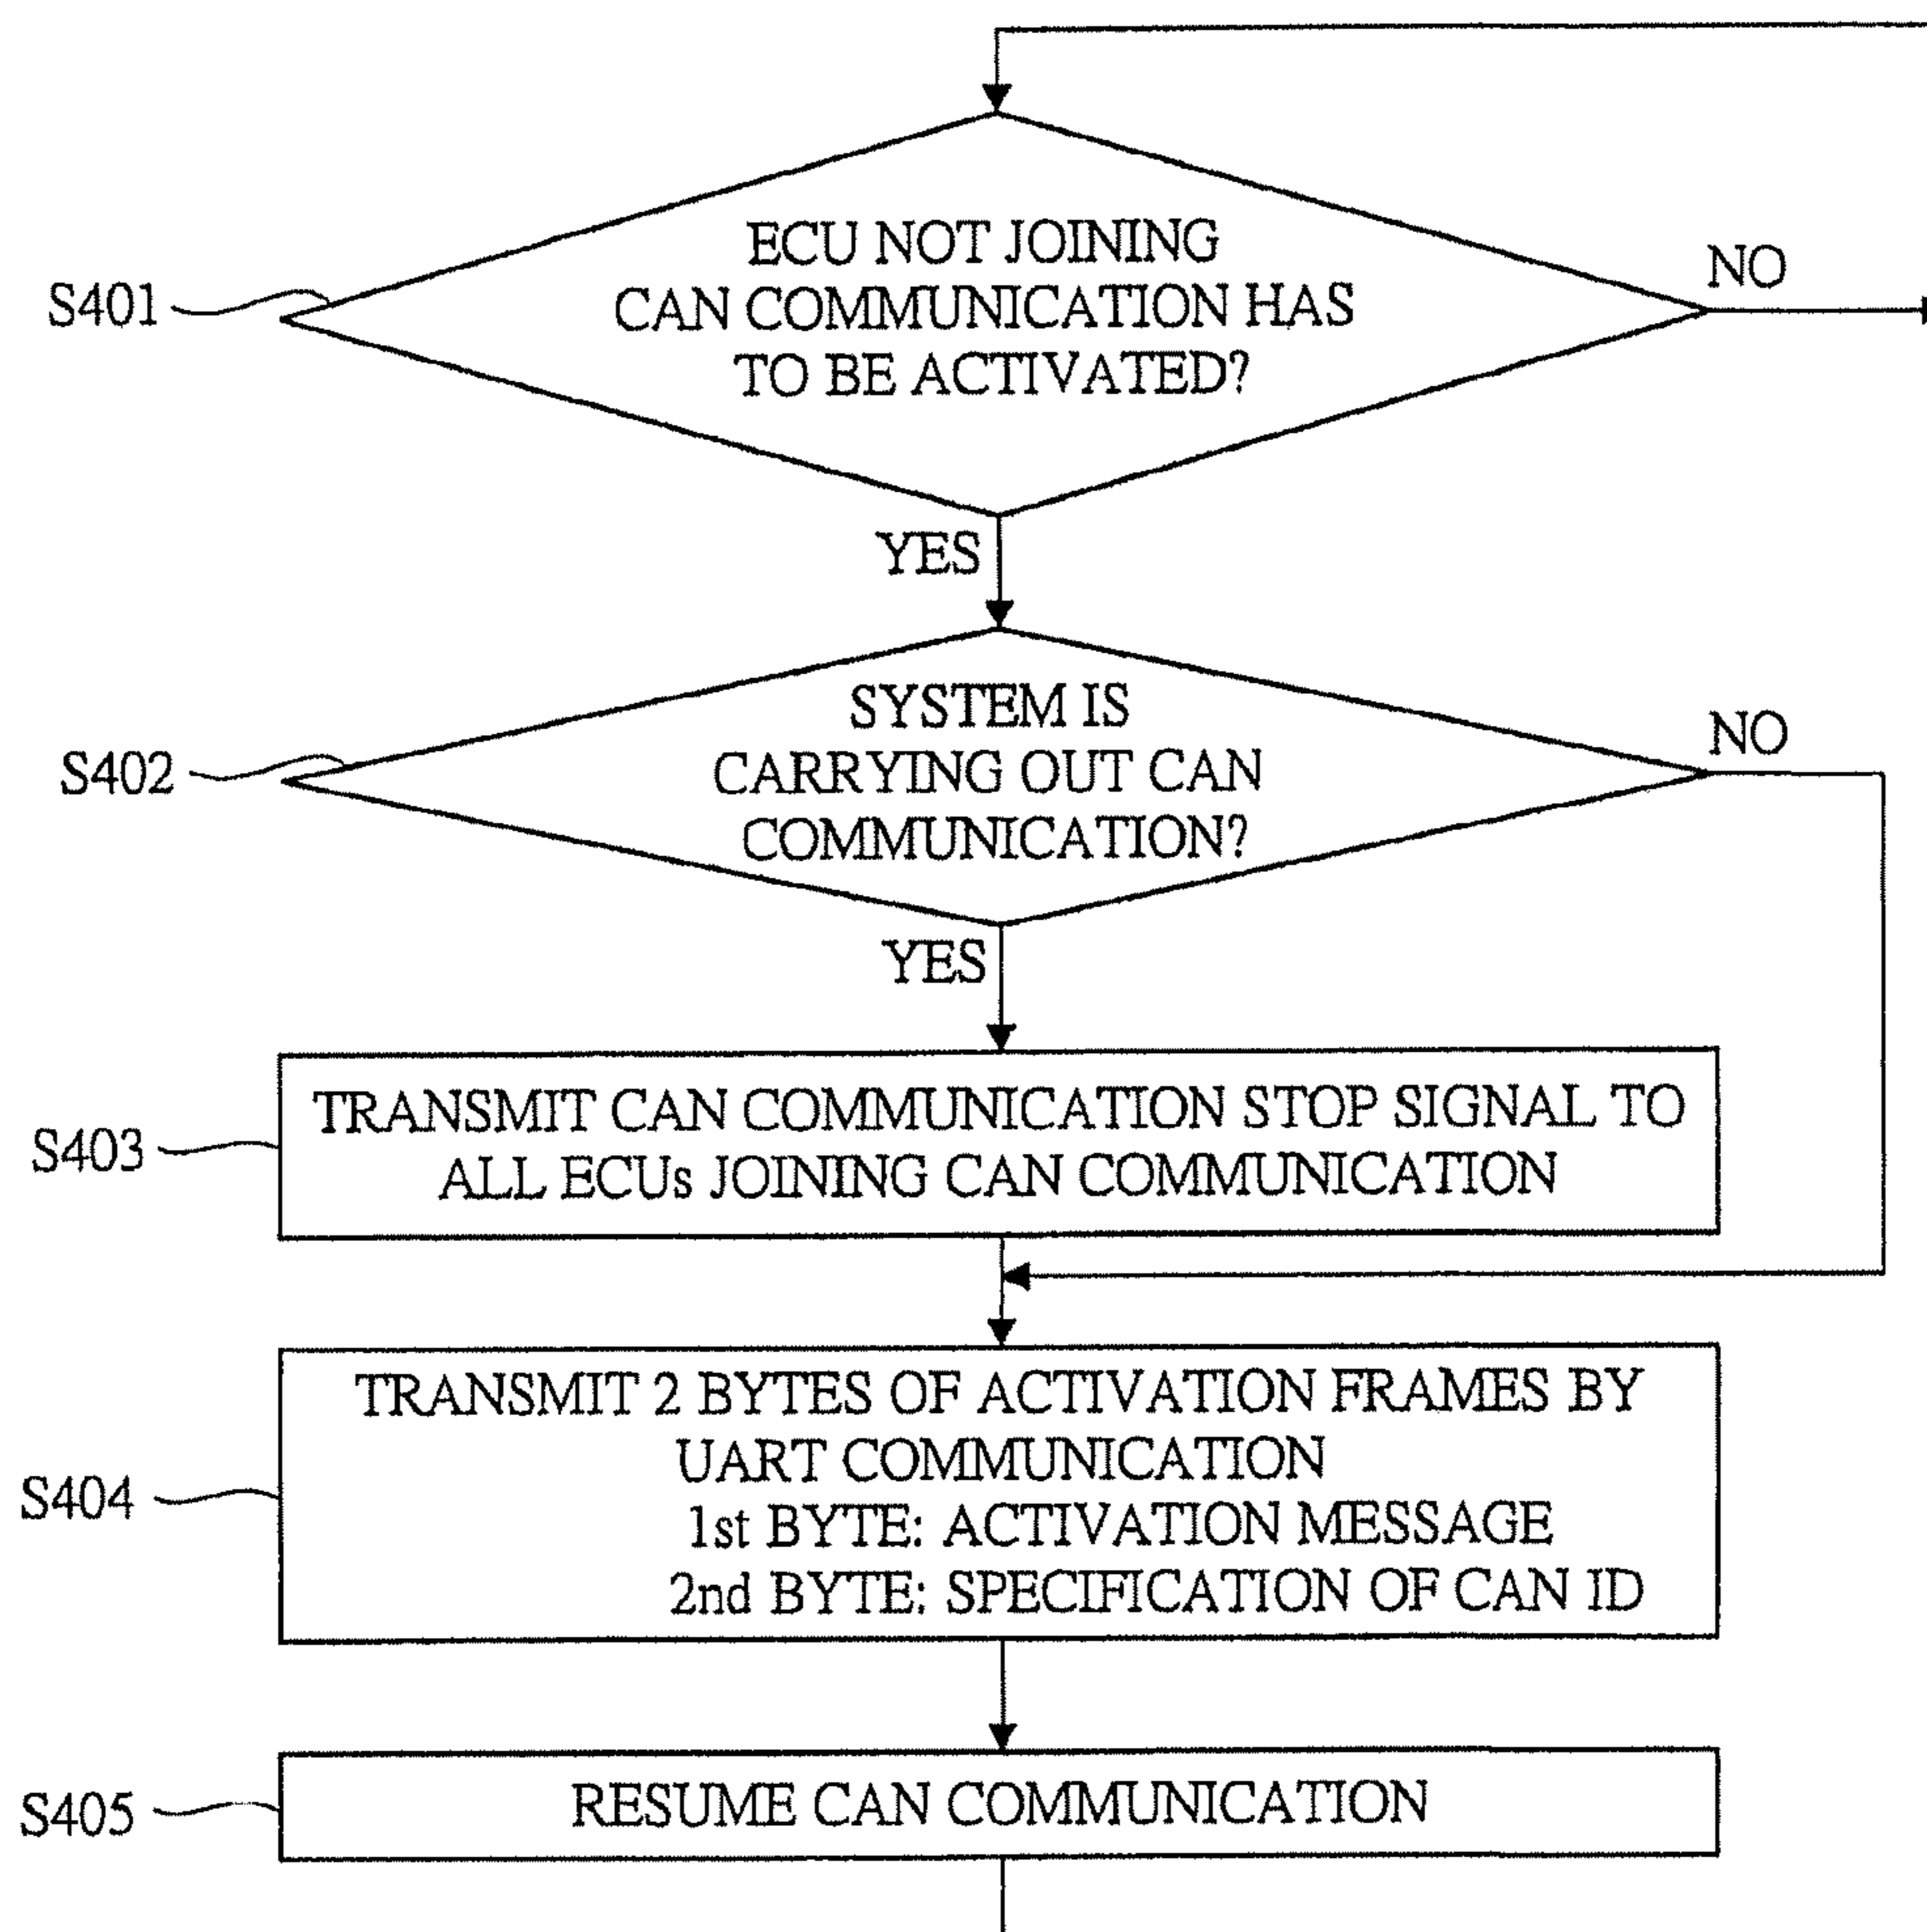 ECU NOT JOINING
CAN COMMUNICATION HAS
TO BE ACTIVATED?
S401
NO
YES
SYSTEM IS
CARRYING OUT CAN
COMMUNICATION?
S402
NO
YES
TRANSMIT CAN COMMUNICATION STOP SIGNAL TO
ALL ECUs JOINING CAN COMMUNICATION
S403
TRANSMIT 2 BYTES OF ACTIVATION FRAMES BY
UART COMMUNICATION
1st BYTE: ACTIVATION MESSAGE
2nd BYTE: SPECIFICATION OF CAN ID
S404
RESUME CAN COMMUNICATION
S405